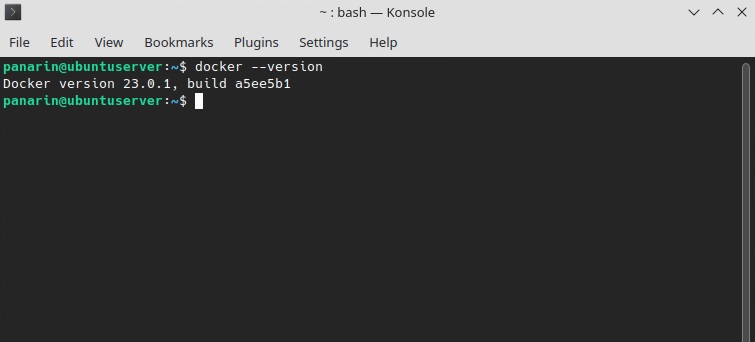 ~ : bash — Konsole
File Edit View Bookmarks Plugins Settings Help
panarin@ubuntuserver:~$ docker --version
Docker version 23.0.1, build a5ee5b1
panarin@ubuntuserver:~$